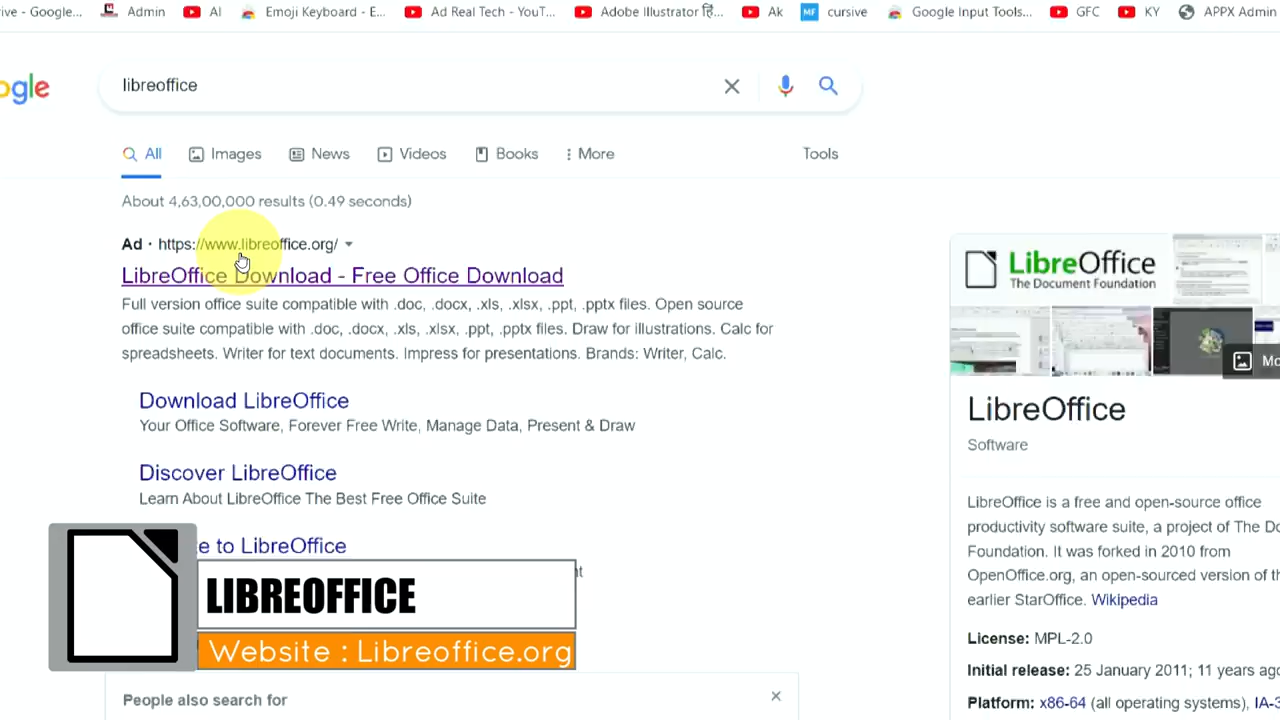 ive - Google... Admin AI Emoji Keyboard - E... Ad Real Tech - YouT... Adobe Illustrator हि... Ak MF cursive Google Input Tools... GFC KY APPX Admin
ogle libreoffice
All Images News Videos Books More Tools
About 4,63,00,000 results (0.49 seconds)
Ad · https://www.libreoffice.org/
LibreOffice Download - Free Office Download
Full version office suite compatible with .doc, .docx, .xls, .xlsx, .ppt, .pptx files. Open source
office suite compatible with .doc, .docx, .xls, .xlsx, .ppt, .pptx files. Draw for illustrations. Calc for
spreadsheets. Writer for text documents. Impress for presentations. Brands: Writer, Calc.
Download LibreOffice
Your Office Software, Forever Free Write, Manage Data, Present & Draw
Discover LibreOffice
Learn About LibreOffice The Best Free Office Suite
e to LibreOffice
LIBREOFFICE
Website : Libreoffice.org
People also search for
LibreOffice
The Document Foundation
Mo
LibreOffice
Software
LibreOffice is a free and open-source office
productivity software suite, a project of The Do
Foundation. It was forked in 2010 from
OpenOffice.org, an open-sourced version of th
earlier StarOffice. Wikipedia
License: MPL-2.0
Initial release: 25 January 2011; 11 years ago
Platform: x86-64 (all operating systems), IA-3